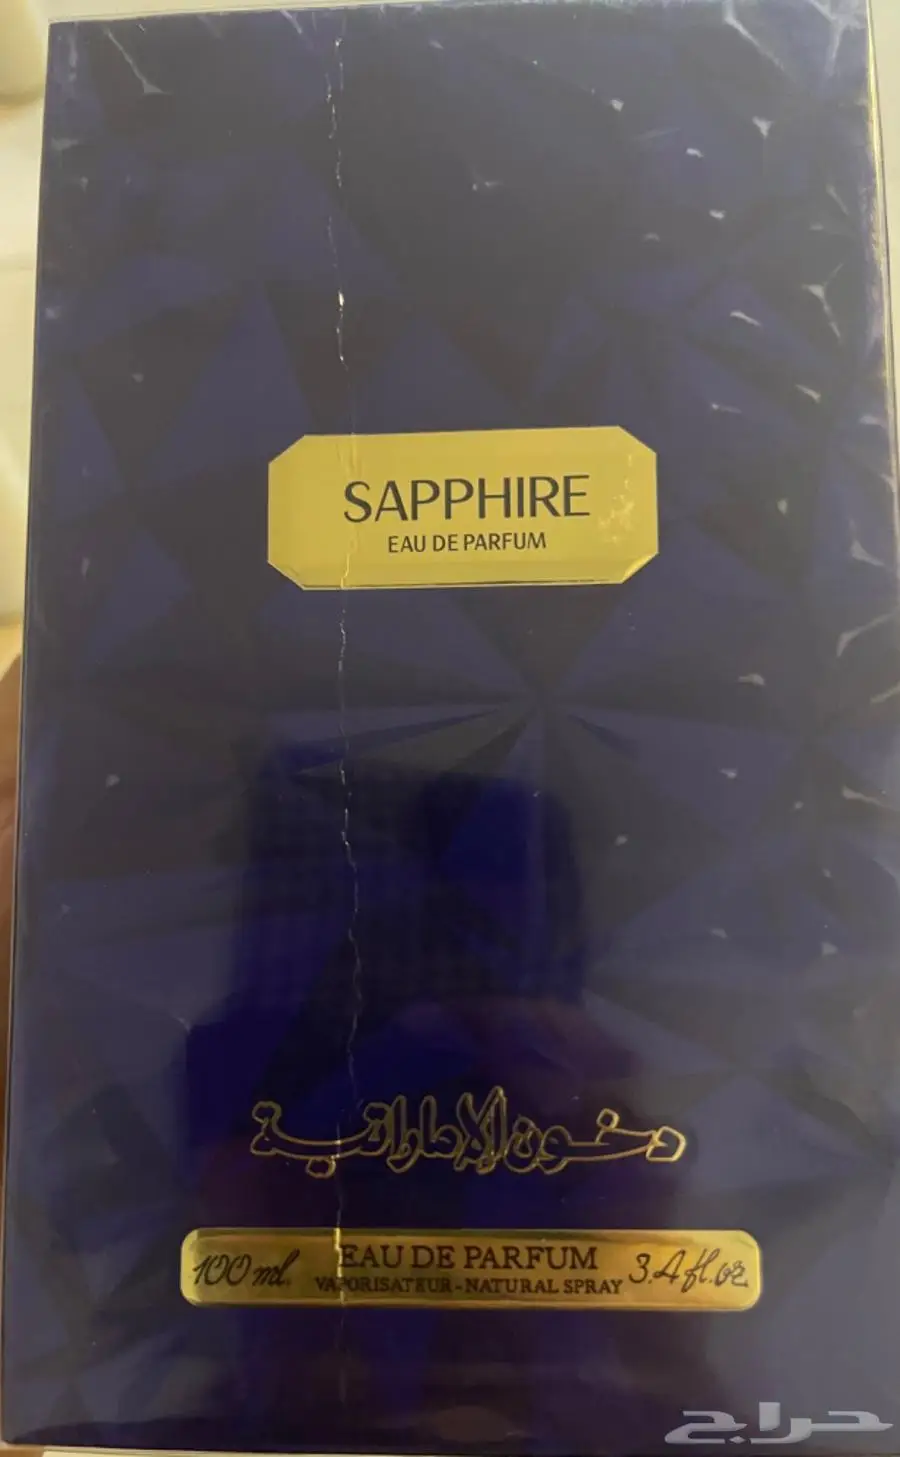 SAPPHIRE
EAU DE PARFUM
دخون الإماراتية
100 ml. EAU DE PARFUM 3.4 fl.oz
VAPORISATEUR - NATURAL SPRAY
حراج